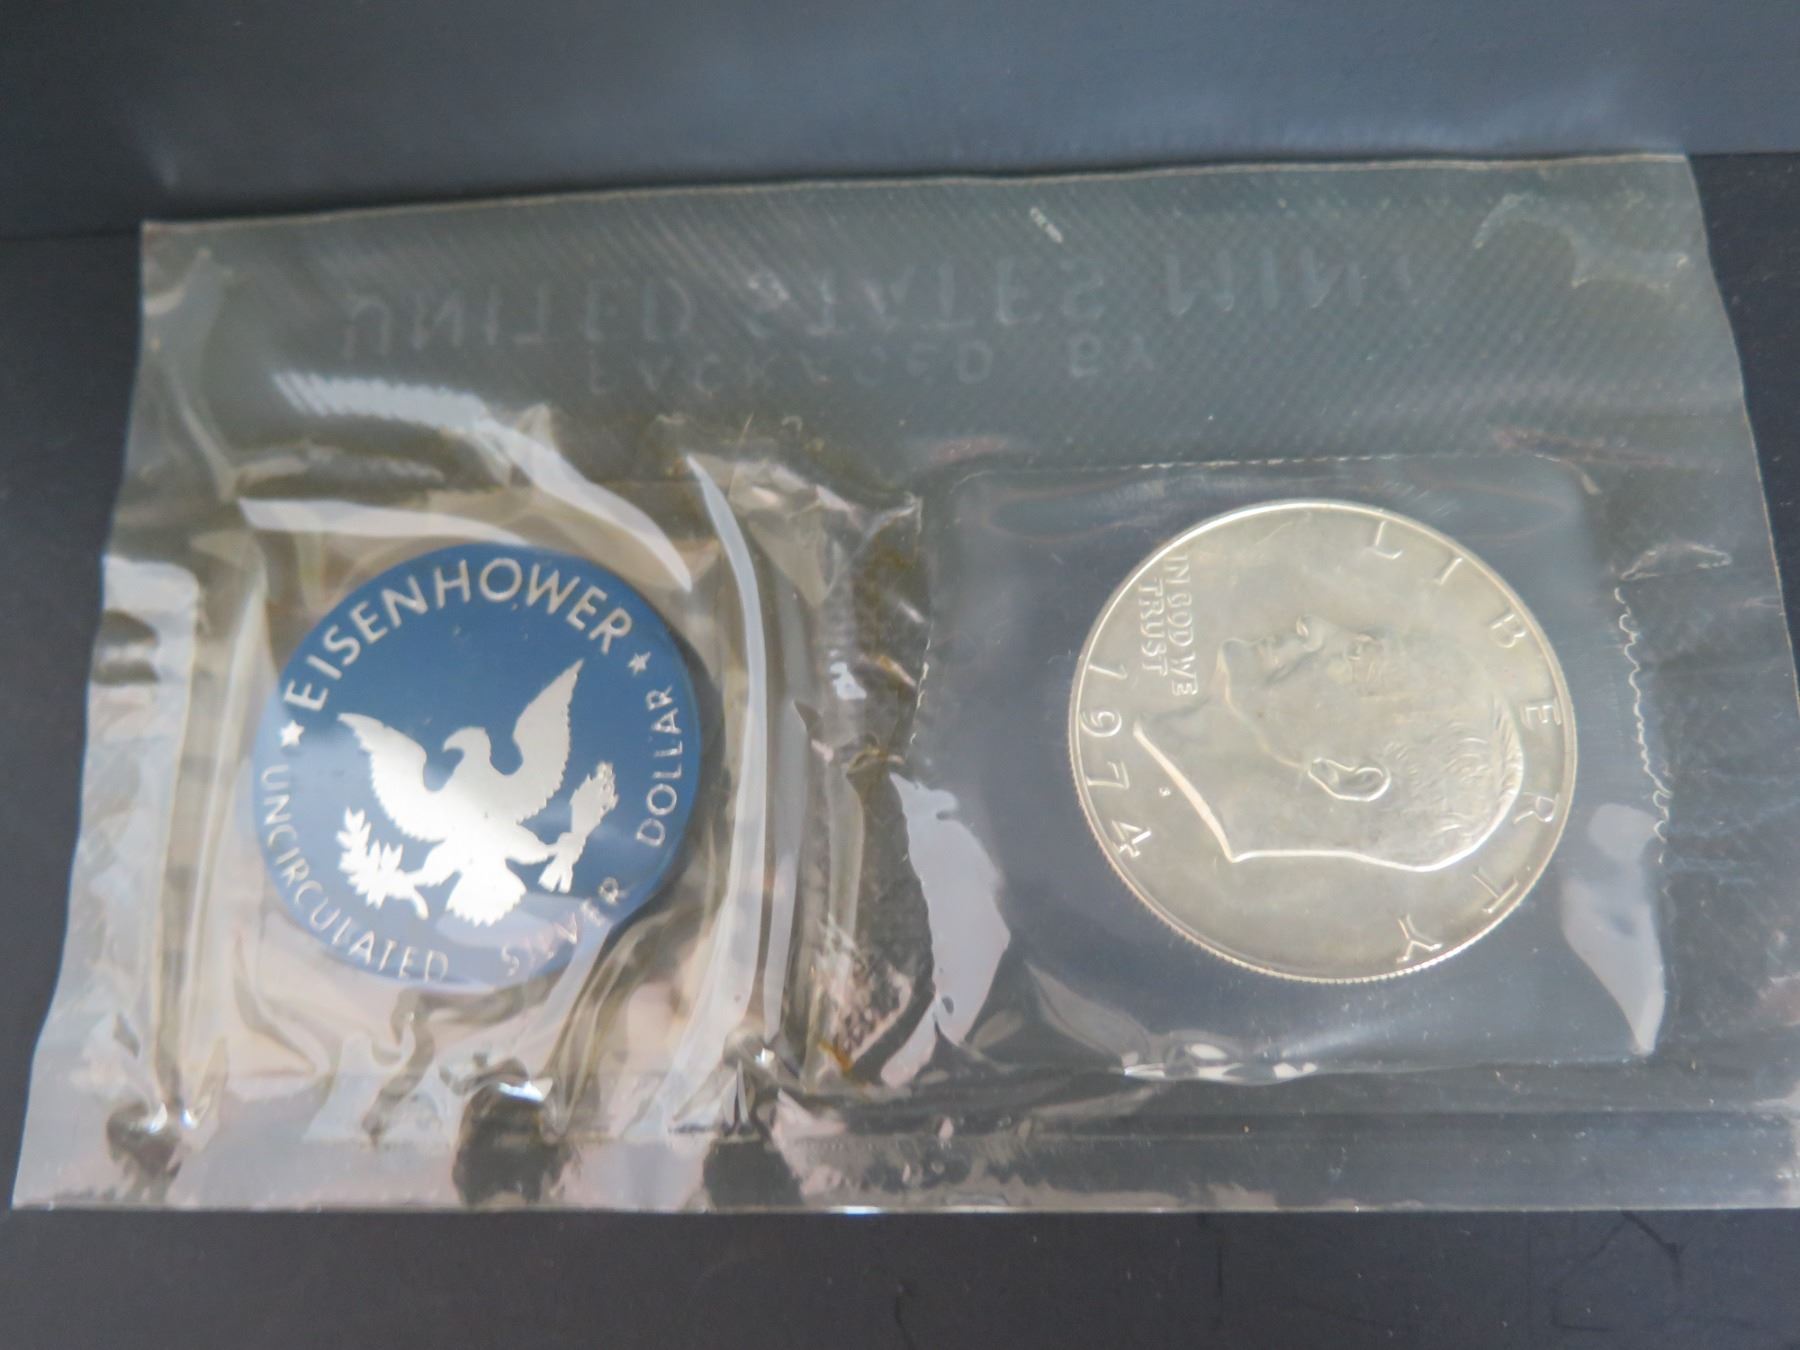 UNITED STATES MINT
PACKAGED BY
★ EISENHOWER ★
UNCIRCULATED SILVER DOLLAR
LIBERTY
IN GOD WE
TRUST
1974
S